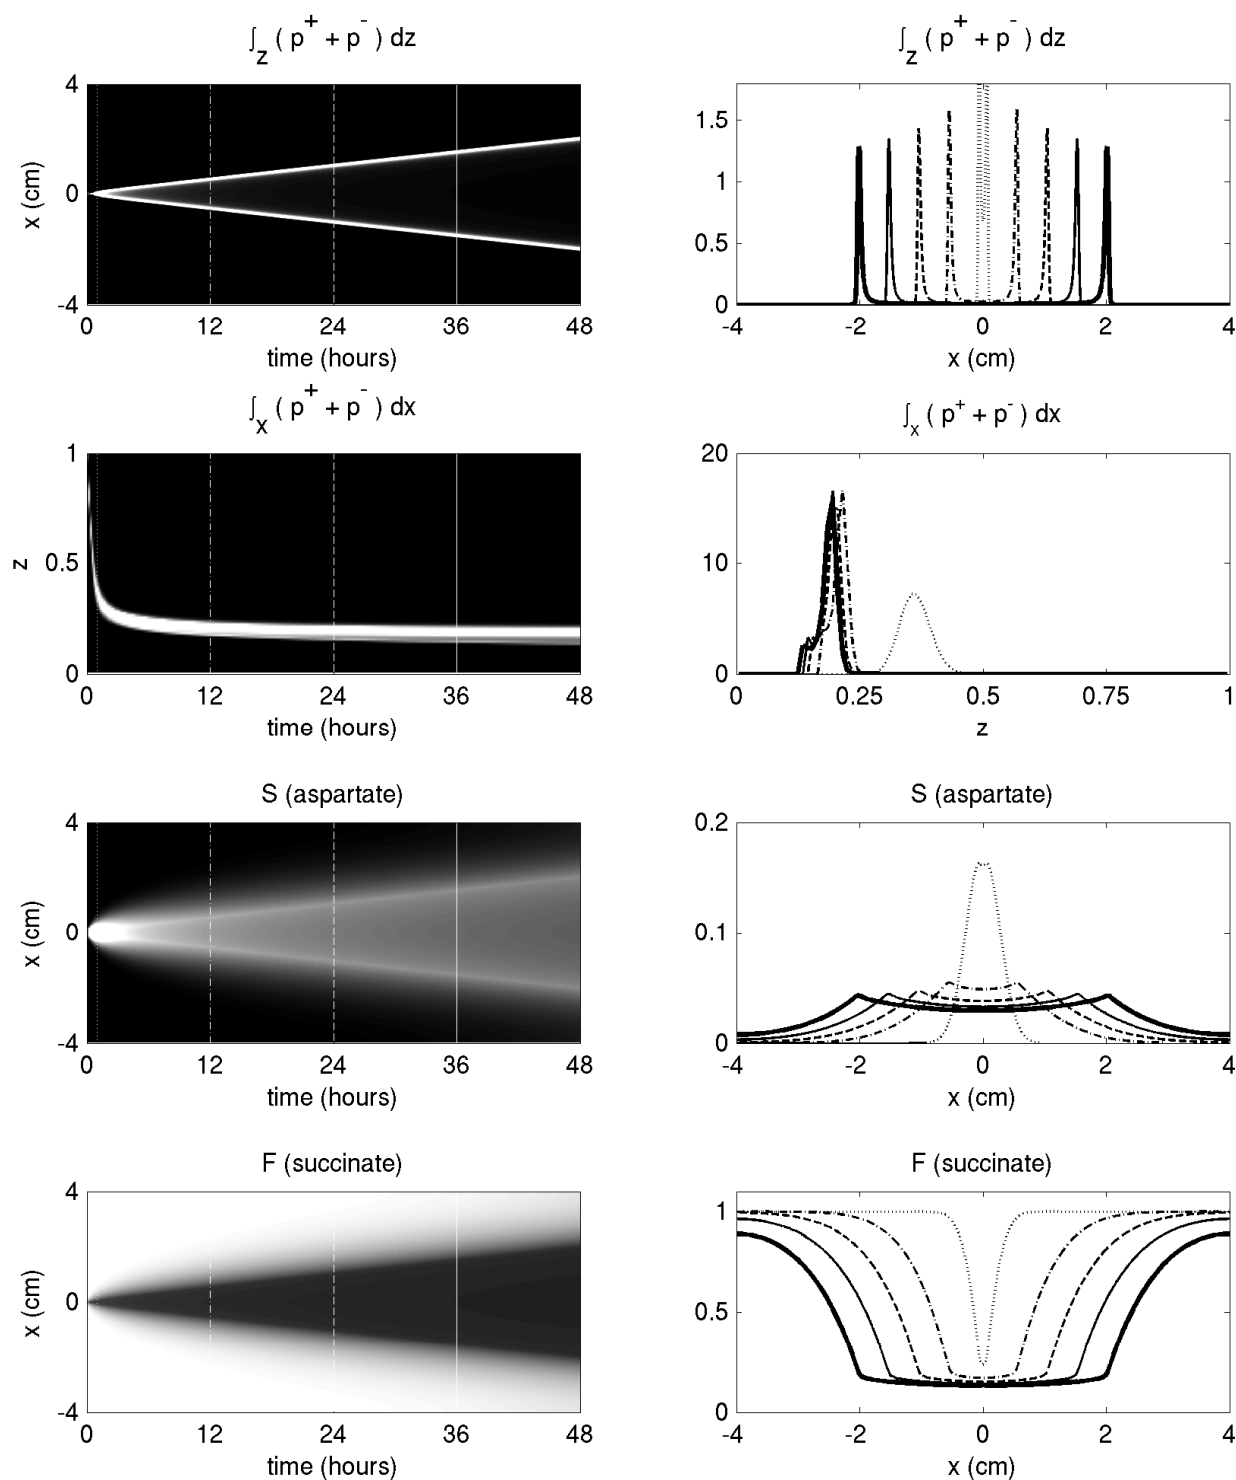 ∫z ( p+ + p- ) dz
4
0
-4
x (cm)
0 12 24 36 48
time (hours)
∫z ( p+ + p- ) dz
1.5
1
0.5
0
-4 -2 0 2 4
x (cm)
∫x ( p+ + p- ) dx
1
0.5
0
z
0 12 24 36 48
time (hours)
∫x ( p+ + p- ) dx
20
10
0
0 0.25 0.5 0.75 1
z
S (aspartate)
4
0
-4
x (cm)
0 12 24 36 48
time (hours)
S (aspartate)
0.2
0.1
0
-4 -2 0 2 4
x (cm)
F (succinate)
4
0
-4
x (cm)
0 12 24 36 48
time (hours)
F (succinate)
1
0.5
0
-4 -2 0 2 4
x (cm)